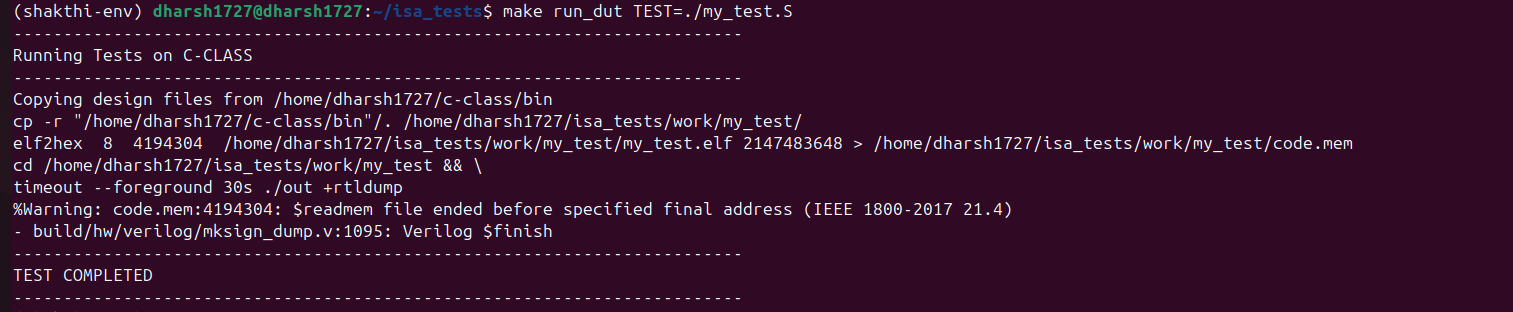 (shakthi-env) dharsh1727@dharsh1727:~/isa_tests$ make run_dut TEST=./my_test.S
-------------------------------------------------------------------------
Running Tests on C-CLASS
-------------------------------------------------------------------------
Copying design files from /home/dharsh1727/c-class/bin
cp -r "/home/dharsh1727/c-class/bin"/. /home/dharsh1727/isa_tests/work/my_test/
elf2hex  8  4194304  /home/dharsh1727/isa_tests/work/my_test/my_test.elf 2147483648 > /home/dharsh1727/isa_tests/work/my_test/code.mem
cd /home/dharsh1727/isa_tests/work/my_test && \
timeout --foreground 30s ./out +rtldump
%Warning: code.mem:4194304: $readmem file ended before specified final address (IEEE 1800-2017 21.4)
- build/hw/verilog/mksign_dump.v:1095: Verilog $finish
-------------------------------------------------------------------------
TEST COMPLETED
-------------------------------------------------------------------------